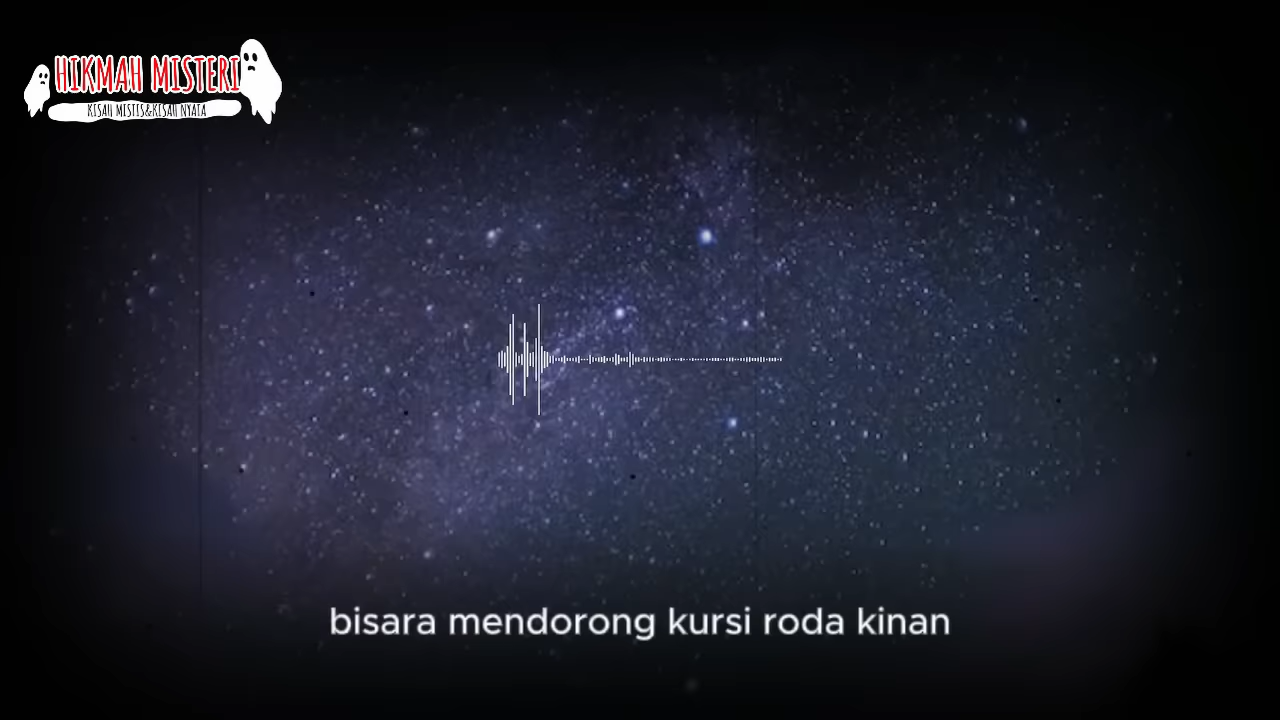 HIKMAH MISTERI
KISAH MISTIS&KISAH NYATA
bisara mendorong kursi roda kinan